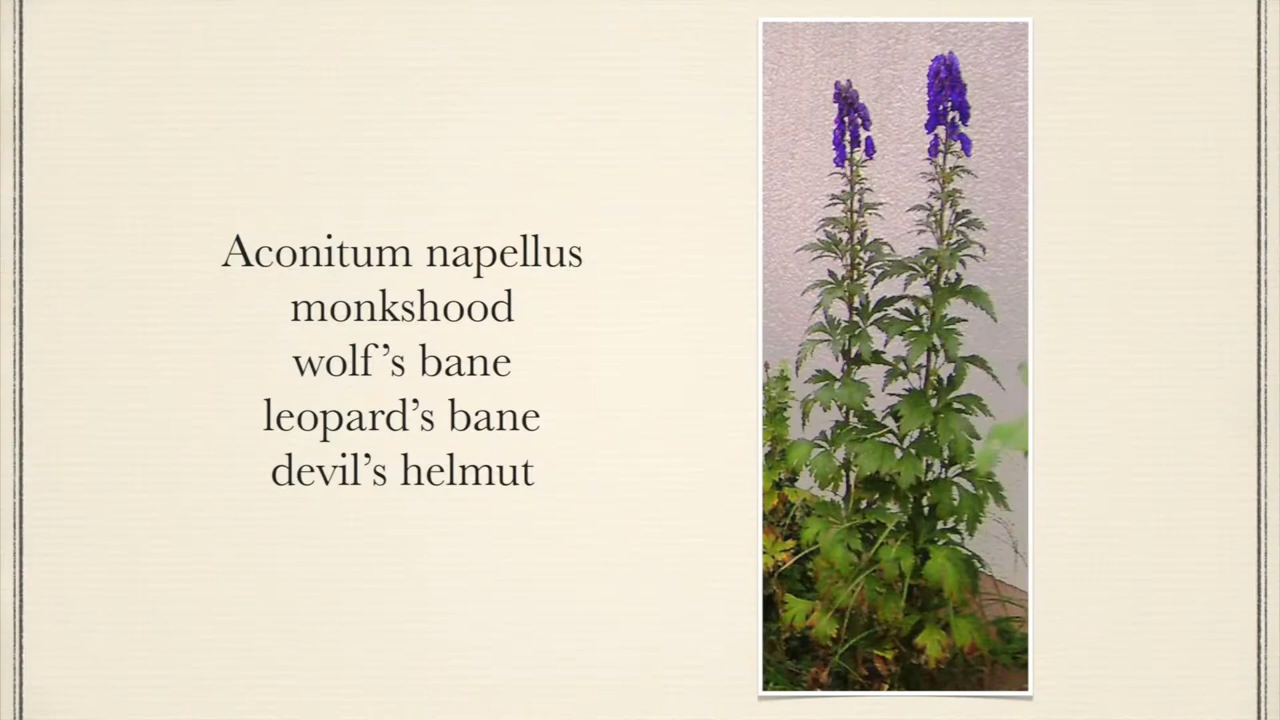 Aconitum napellus
monkshood
wolf’s bane
leopard’s bane
devil’s helmut